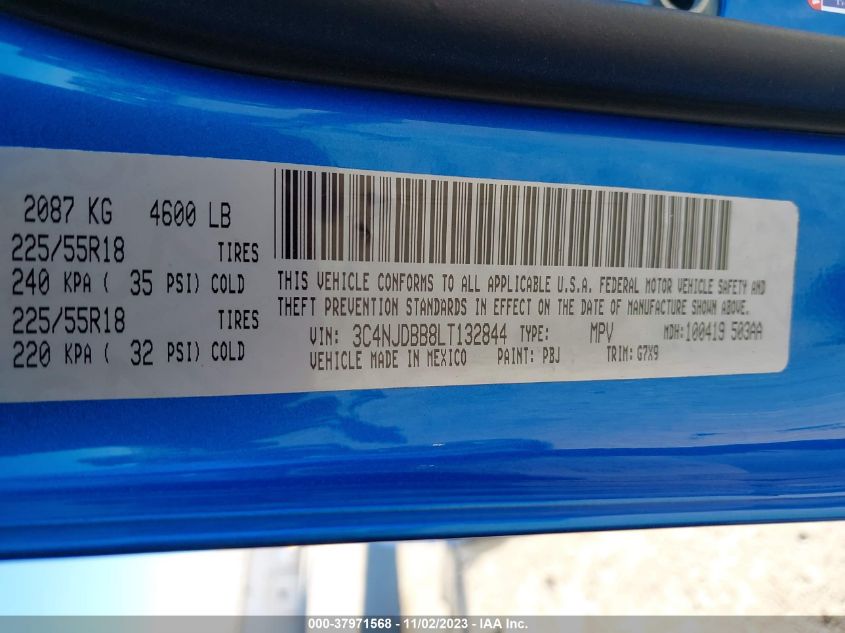 2087 KG 4600 LB
225/55R18 TIRES
240 KPA ( 35 PSI) COLD
225/55R18 TIRES
220 KPA ( 32 PSI) COLD
THIS VEHICLE CONFORMS TO ALL APPLICABLE U.S.A. FEDERAL MOTOR VEHICLE SAFETY AND
THEFT PREVENTION STANDARDS IN EFFECT ON THE DATE OF MANUFACTURE SHOWN ABOVE.
VIN: 3C4NJDBB8LT132844 TYPE: MPV MDH:100419 503AA
VEHICLE MADE IN MEXICO PAINT: PBJ TRIM: G7X9
000-37971568 - 11/02/2023 - IAA Inc.